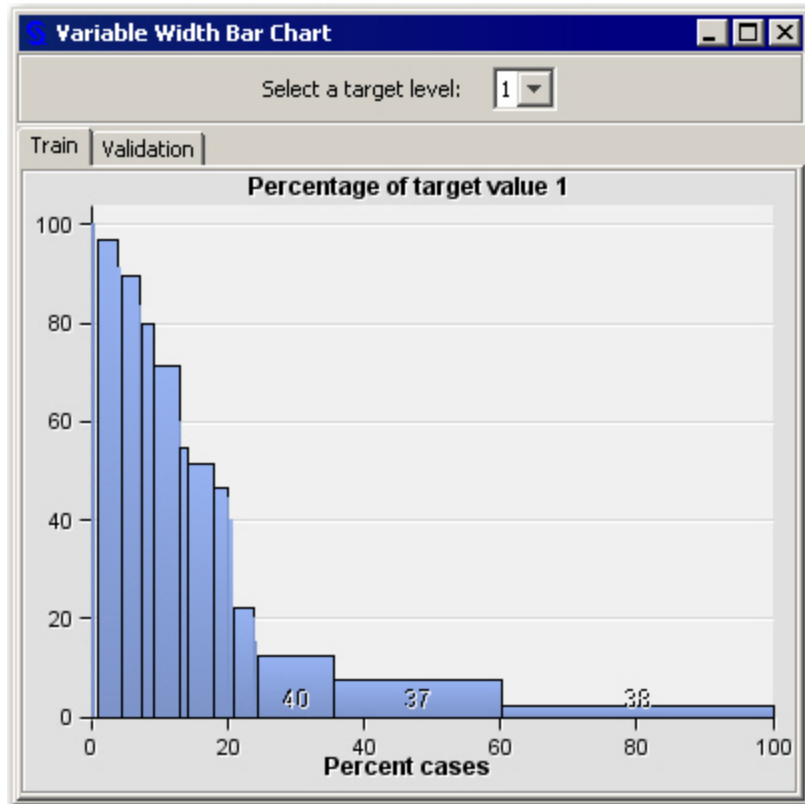 Variable Width Bar Chart
Select a target level: 1
Train Validation
Percentage of target value 1
100
80
60
40
20
0
40 37 38
0 20 40 60 80 100
Percent cases